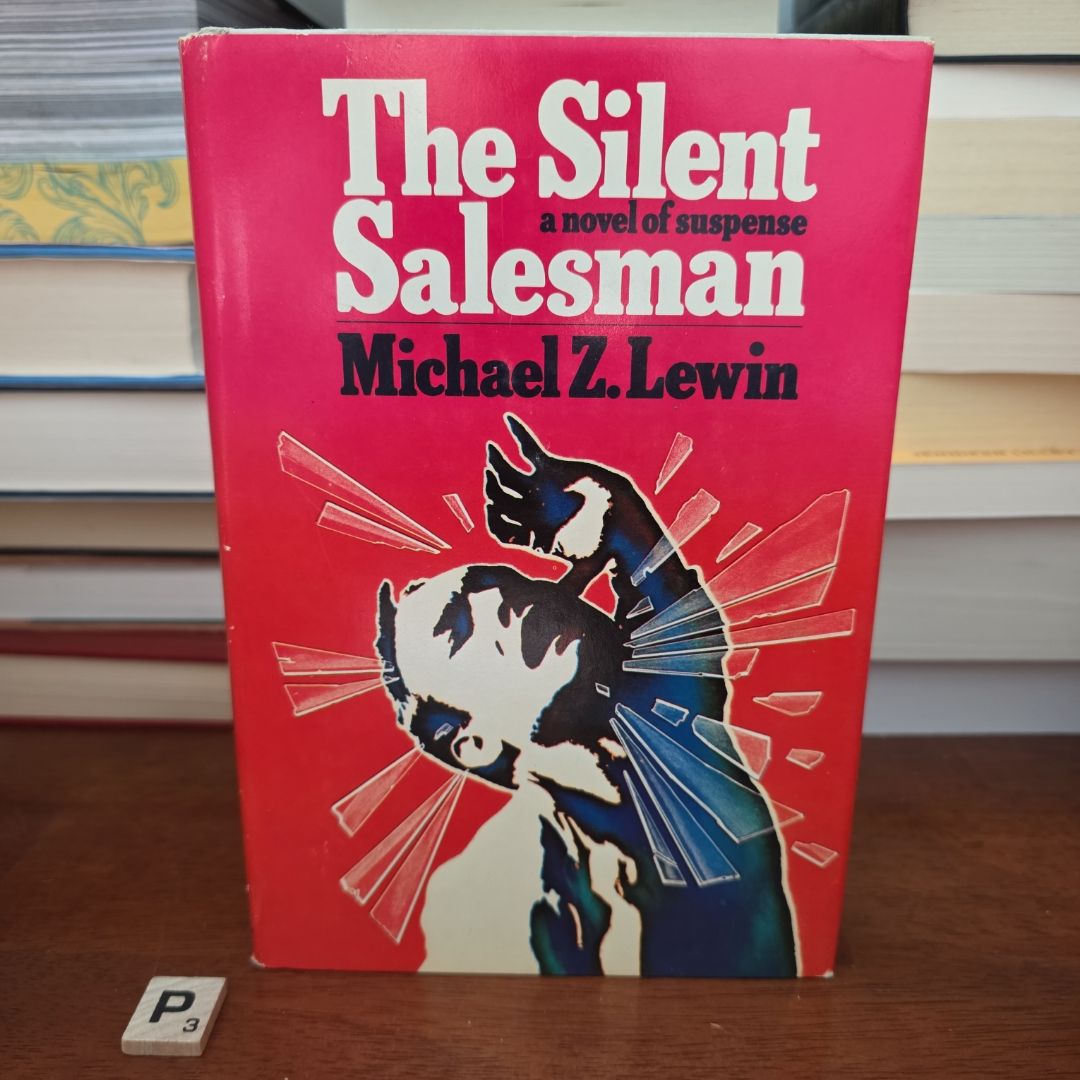 The Silent
a novel of suspense
Salesman
Michael Z. Lewin
P
3